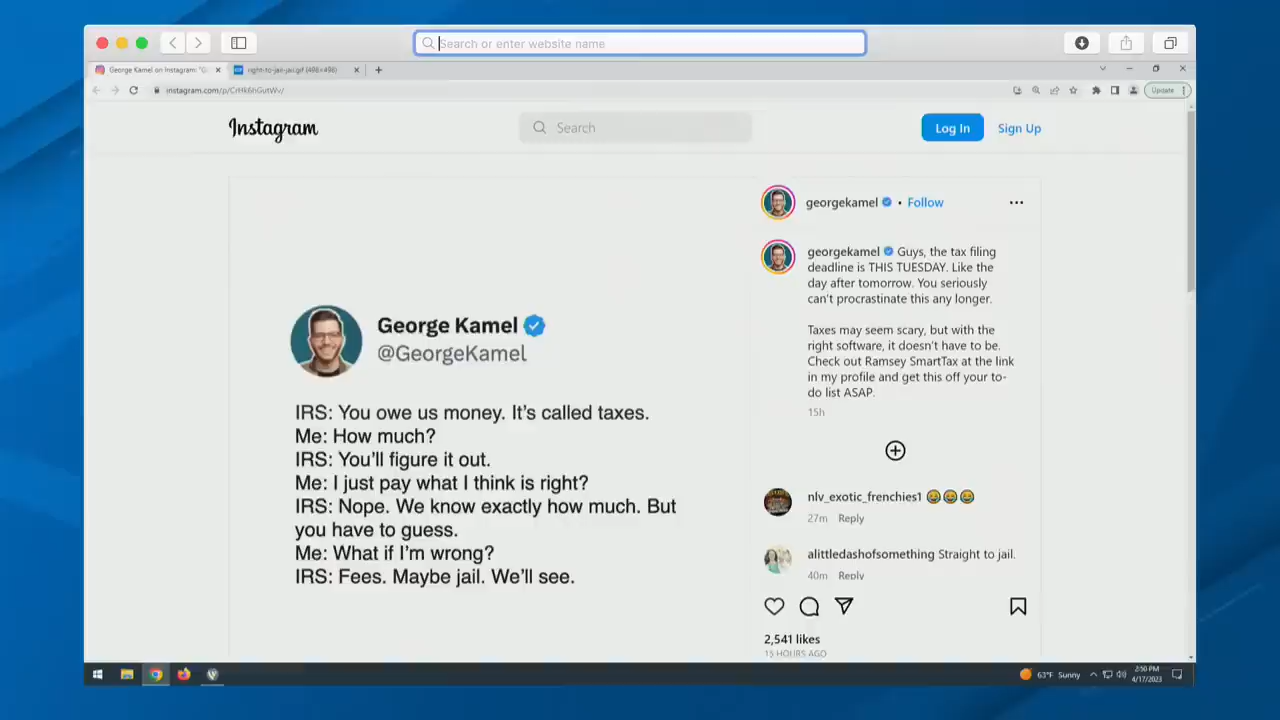 Search or enter website name
George Kamel on Instagram: "G
right-to-jail-jail.gif (498×498)
Update
Instagram
Search
Log In
Sign Up
georgekamel • Follow
georgekamel Guys, the tax filing
deadline is THIS TUESDAY. Like the
day after tomorrow. You seriously
can't procrastinate this any longer.
Taxes may seem scary, but with the
right software, it doesn't have to be.
Check out Ramsey SmartTax at the link
in my profile and get this off your to-
do list ASAP.
15h
George Kamel
@GeorgeKamel
IRS: You owe us money. It's called taxes.
Me: How much?
IRS: You'll figure it out.
Me: I just pay what I think is right?
IRS: Nope. We know exactly how much. But
you have to guess.
Me: What if I'm wrong?
IRS: Fees. Maybe jail. We'll see.
nlv_exotic_frenchies1 😂😂😂
27m Reply
alittledashofsomething Straight to jail.
40m Reply
2,541 likes
15 HOURS AGO
63°F Sunny
2:50 PM
4/17/2023